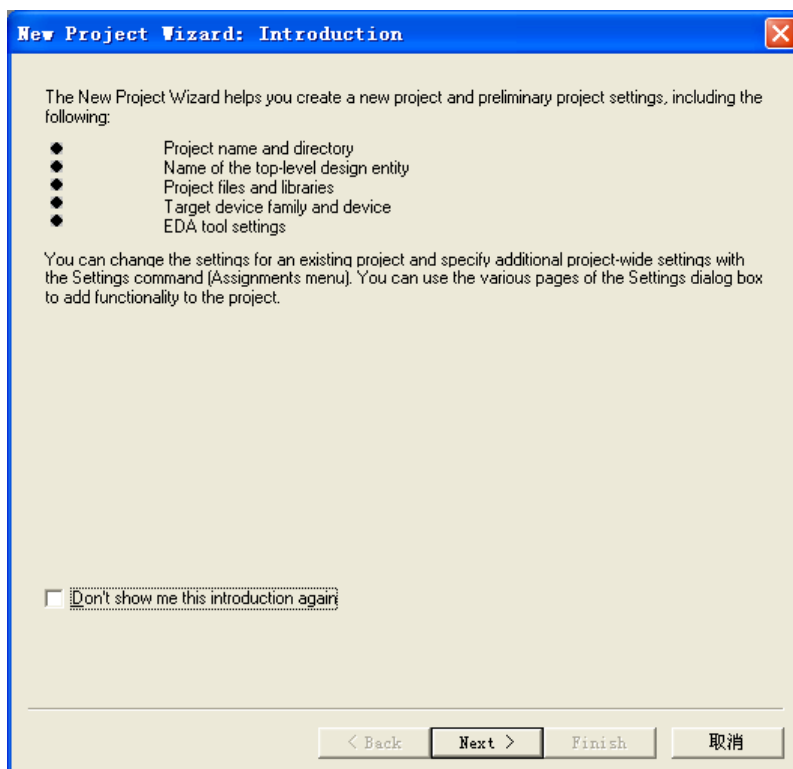 New Project Wizard: Introduction
The New Project Wizard helps you create a new project and preliminary project settings, including the
following:
Project name and directory
Name of the top-level design entity
Project files and libraries
Target device family and device
EDA tool settings
You can change the settings for an existing project and specify additional project-wide settings with
the Settings command (Assignments menu). You can use the various pages of the Settings dialog box
to add functionality to the project.
Don't show me this introduction again
< Back
Next >
Finish
取消